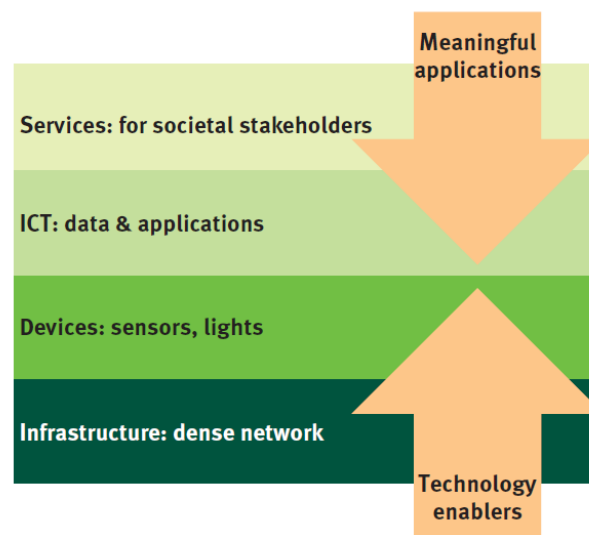 Meaningful
applications
Services: for societal stakeholders
ICT: data & applications
Devices: sensors, lights
Infrastructure: dense network
Technology
enablers